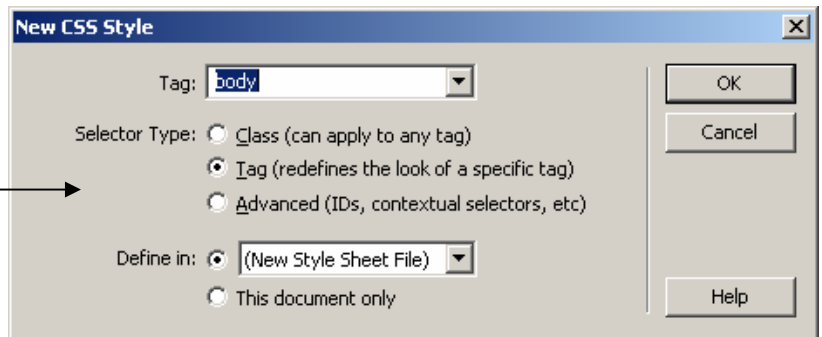 New CSS Style
Tag: body
OK
Selector Type: Class (can apply to any tag)
Cancel
Tag (redefines the look of a specific tag)
Advanced (IDs, contextual selectors, etc)
Define in: (New Style Sheet File)
This document only
Help